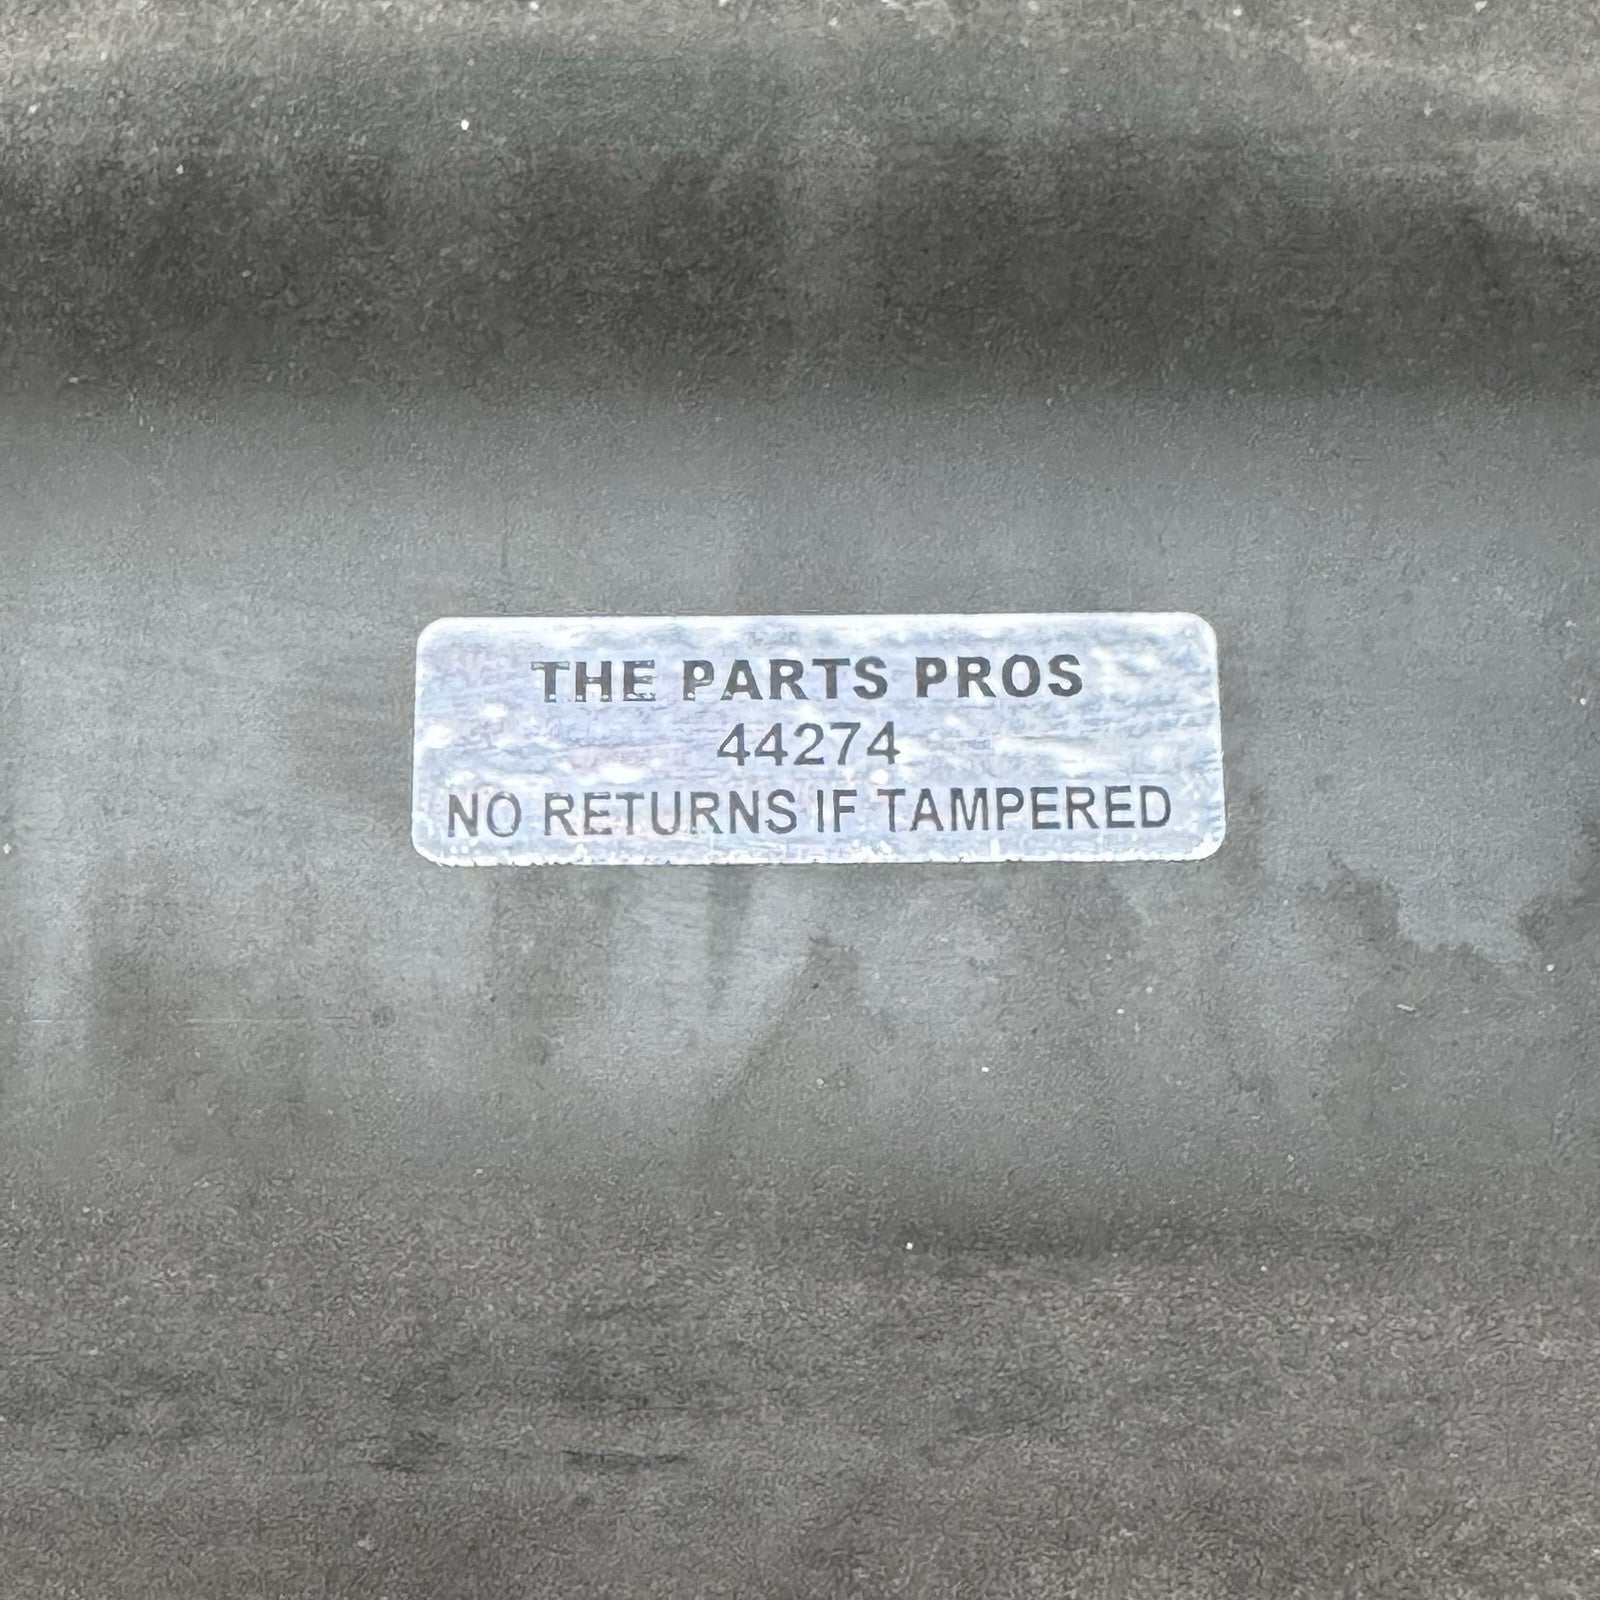 THE PARTS PROS
44274
NO RETURNS IF TAMPERED